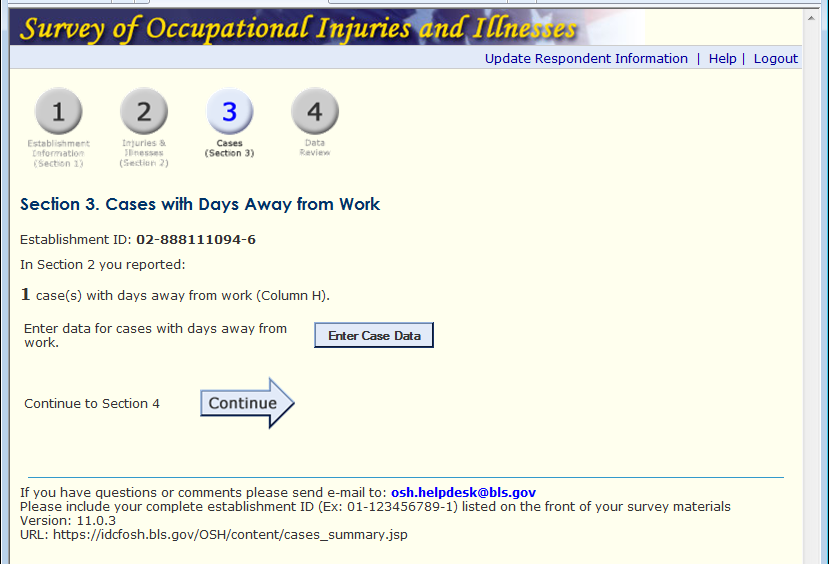 Survey of Occupational Injuries and Illnesses
Update Respondent Information | Help | Logout
1 2 3 4
Establishment Information (Section 1)
Injuries & Illnesses (Section 2)
Cases (Section 3)
Data Review
Section 3. Cases with Days Away from Work
Establishment ID: 02-888111094-6
In Section 2 you reported:
1 case(s) with days away from work (Column H).
Enter data for cases with days away from
work.
Enter Case Data
Continue to Section 4
Continue
If you have questions or comments please send e-mail to: osh.helpdesk@bls.gov
Please include your complete establishment ID (Ex: 01-123456789-1) listed on the front of your survey materials
Version: 11.0.3
URL: https://idcfosh.bls.gov/OSH/content/cases_summary.jsp